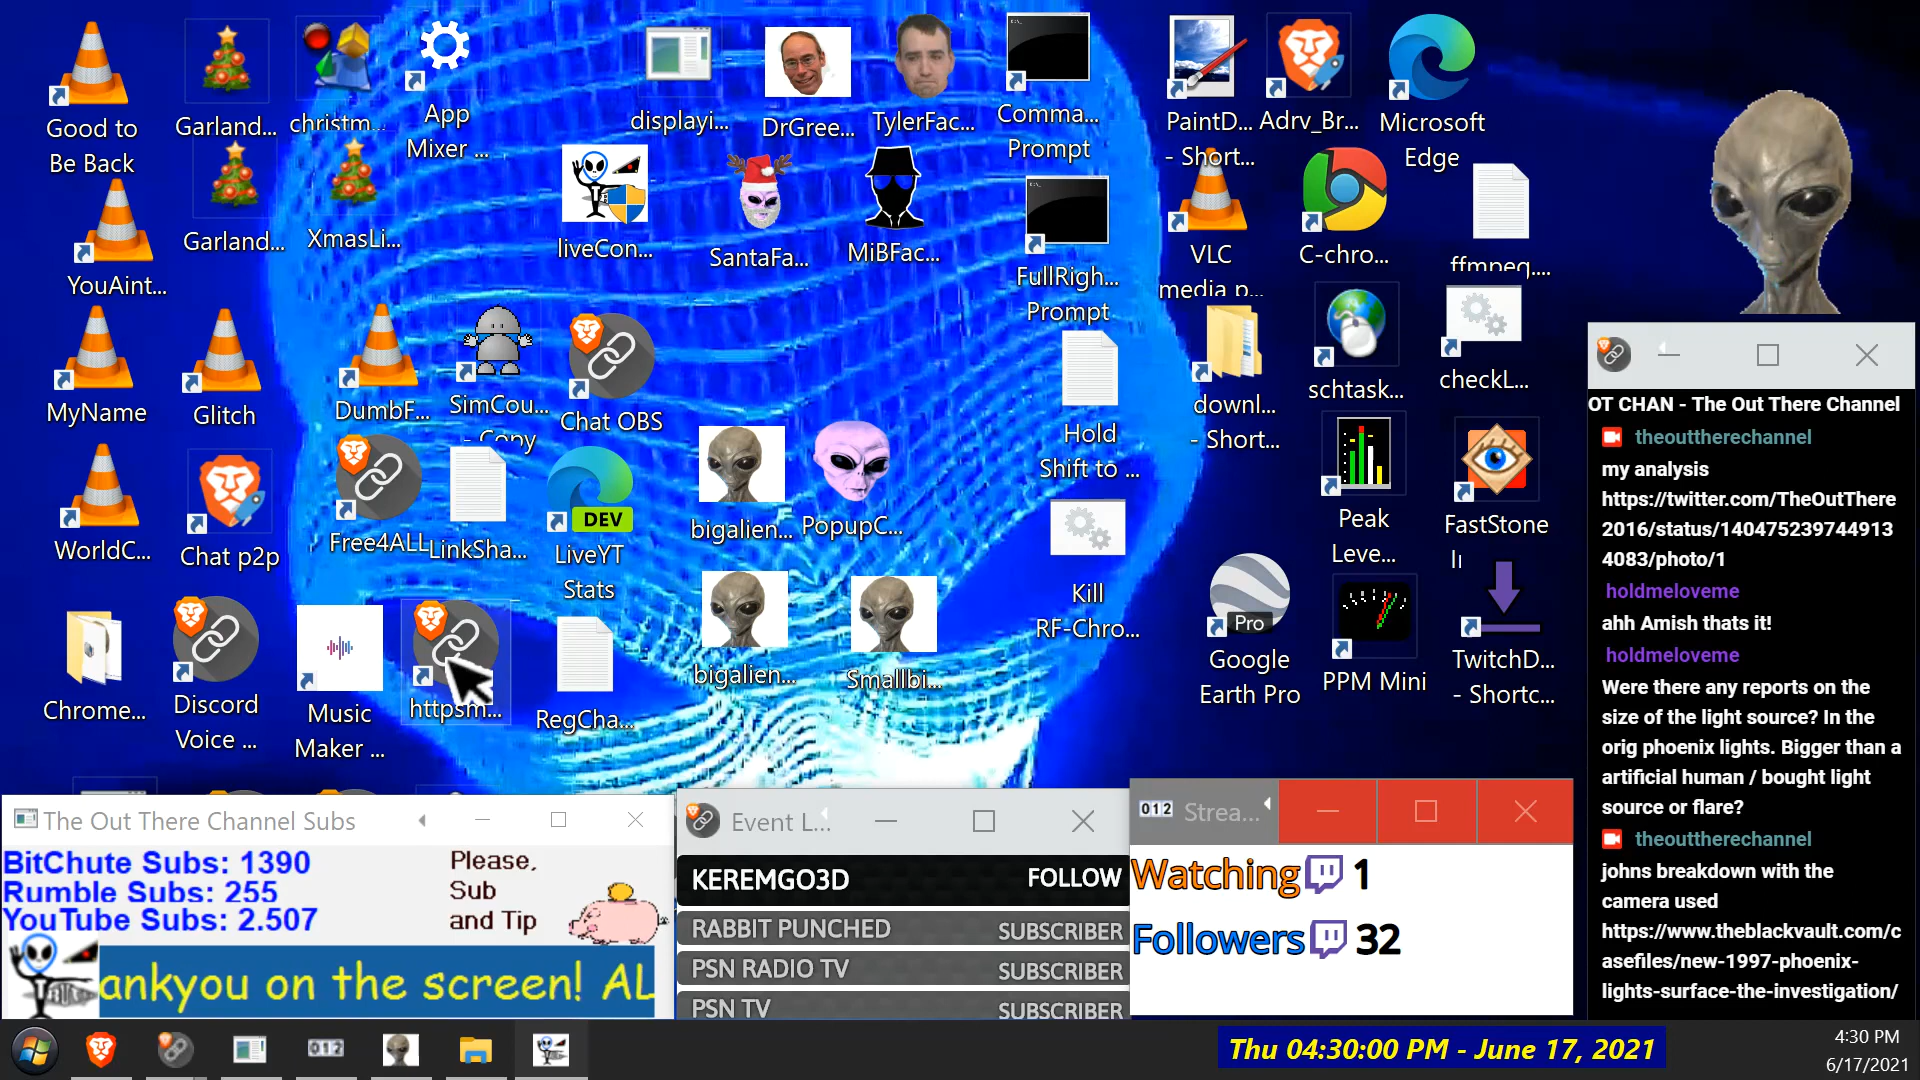 Good to
Be Back
Garland...
christm...
App
Mixer ...
displayi...
DrGree...
TylerFac...
Comma...
Prompt
PaintD...
- Short...
Adrv_Br...
Microsoft
Edge
YouAint...
Garland...
XmasLi...
liveCon...
SantaFa...
MiBFac...
FullRigh...
Prompt
VLC
media p...
C-chro...
ffmpeg....
MyName
Glitch
DumbF...
SimCou...
- Copy
Chat OBS
Hold
Shift to ...
downl...
- Short...
schtask...
checkL...
WorldC...
Chat p2p
Free4ALL
LinkSha...
DEV
LiveYT
Stats
bigalien...
PopupC...
Kill
RF-Chro...
Peak
Leve...
FastStone
Chrome...
Discord
Voice ...
Music
Maker ...
httpsm...
RegCha...
bigalien...
Smallbi...
Pro
Google
Earth Pro
PPM Mini
TwitchD...
- Shortc...
OT CHAN - The Out There Channel
theouttherechannel
my analysis
https://twitter.com/TheOutThere
2016/status/140475239744913
4083/photo/1
holdmeloveme
ahh Amish thats it!
holdmeloveme
Were there any reports on the
size of the light source? In the
orig phoenix lights. Bigger than a
artificial human / bought light
source or flare?
theouttherechannel
johns breakdown with the
camera used
https://www.theblackvault.com/c
asefiles/new-1997-phoenix-
lights-surface-the-investigation/
The Out There Channel Subs
BitChute Subs: 1390
Rumble Subs: 255
YouTube Subs: 2.507
Please,
Sub
and Tip
ankyou on the screen! AL
Event L...
KEREMGO3D FOLLOW
RABBIT PUNCHED SUBSCRIBER
PSN RADIO TV SUBSCRIBER
PSN TV SUBSCRIBER
012 Strea...
Watching 1
Followers 32
012
Thu 04:30:00 PM - June 17, 2021
4:30 PM
6/17/2021